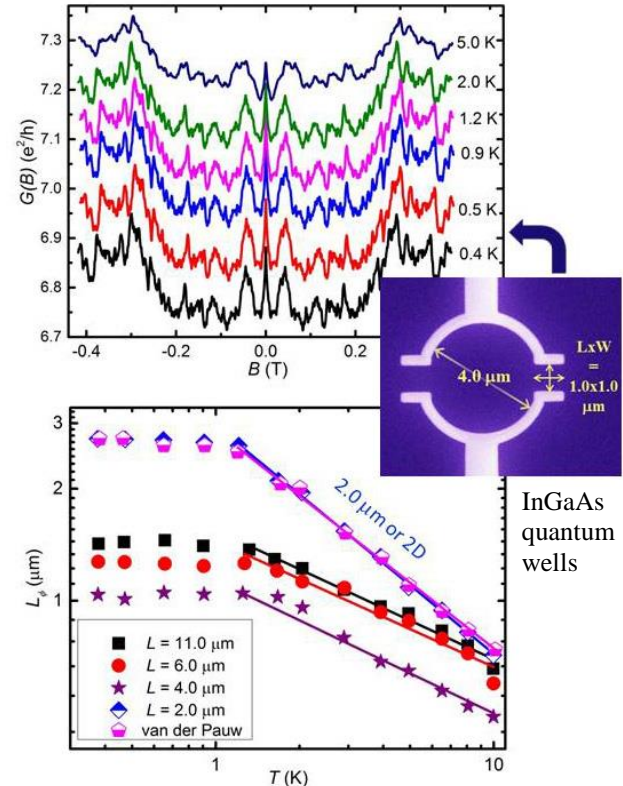 7.3
7.2
7.1
7.0
6.9
6.8
6.7
G(B) (e²/h)
5.0 K
2.0 K
1.2 K
0.9 K
0.5 K
0.4 K
-0.4
-0.2
0.0
0.2
B (T)
4.0 μm
LxW
=
1.0x1.0
μm
InGaAs
quantum
wells
3
2
1
L𝜙 (μm)
2.0 μm or 2D
L = 11.0 μm
L = 6.0 μm
L = 4.0 μm
L = 2.0 μm
van der Pauw
1
10
T (K)